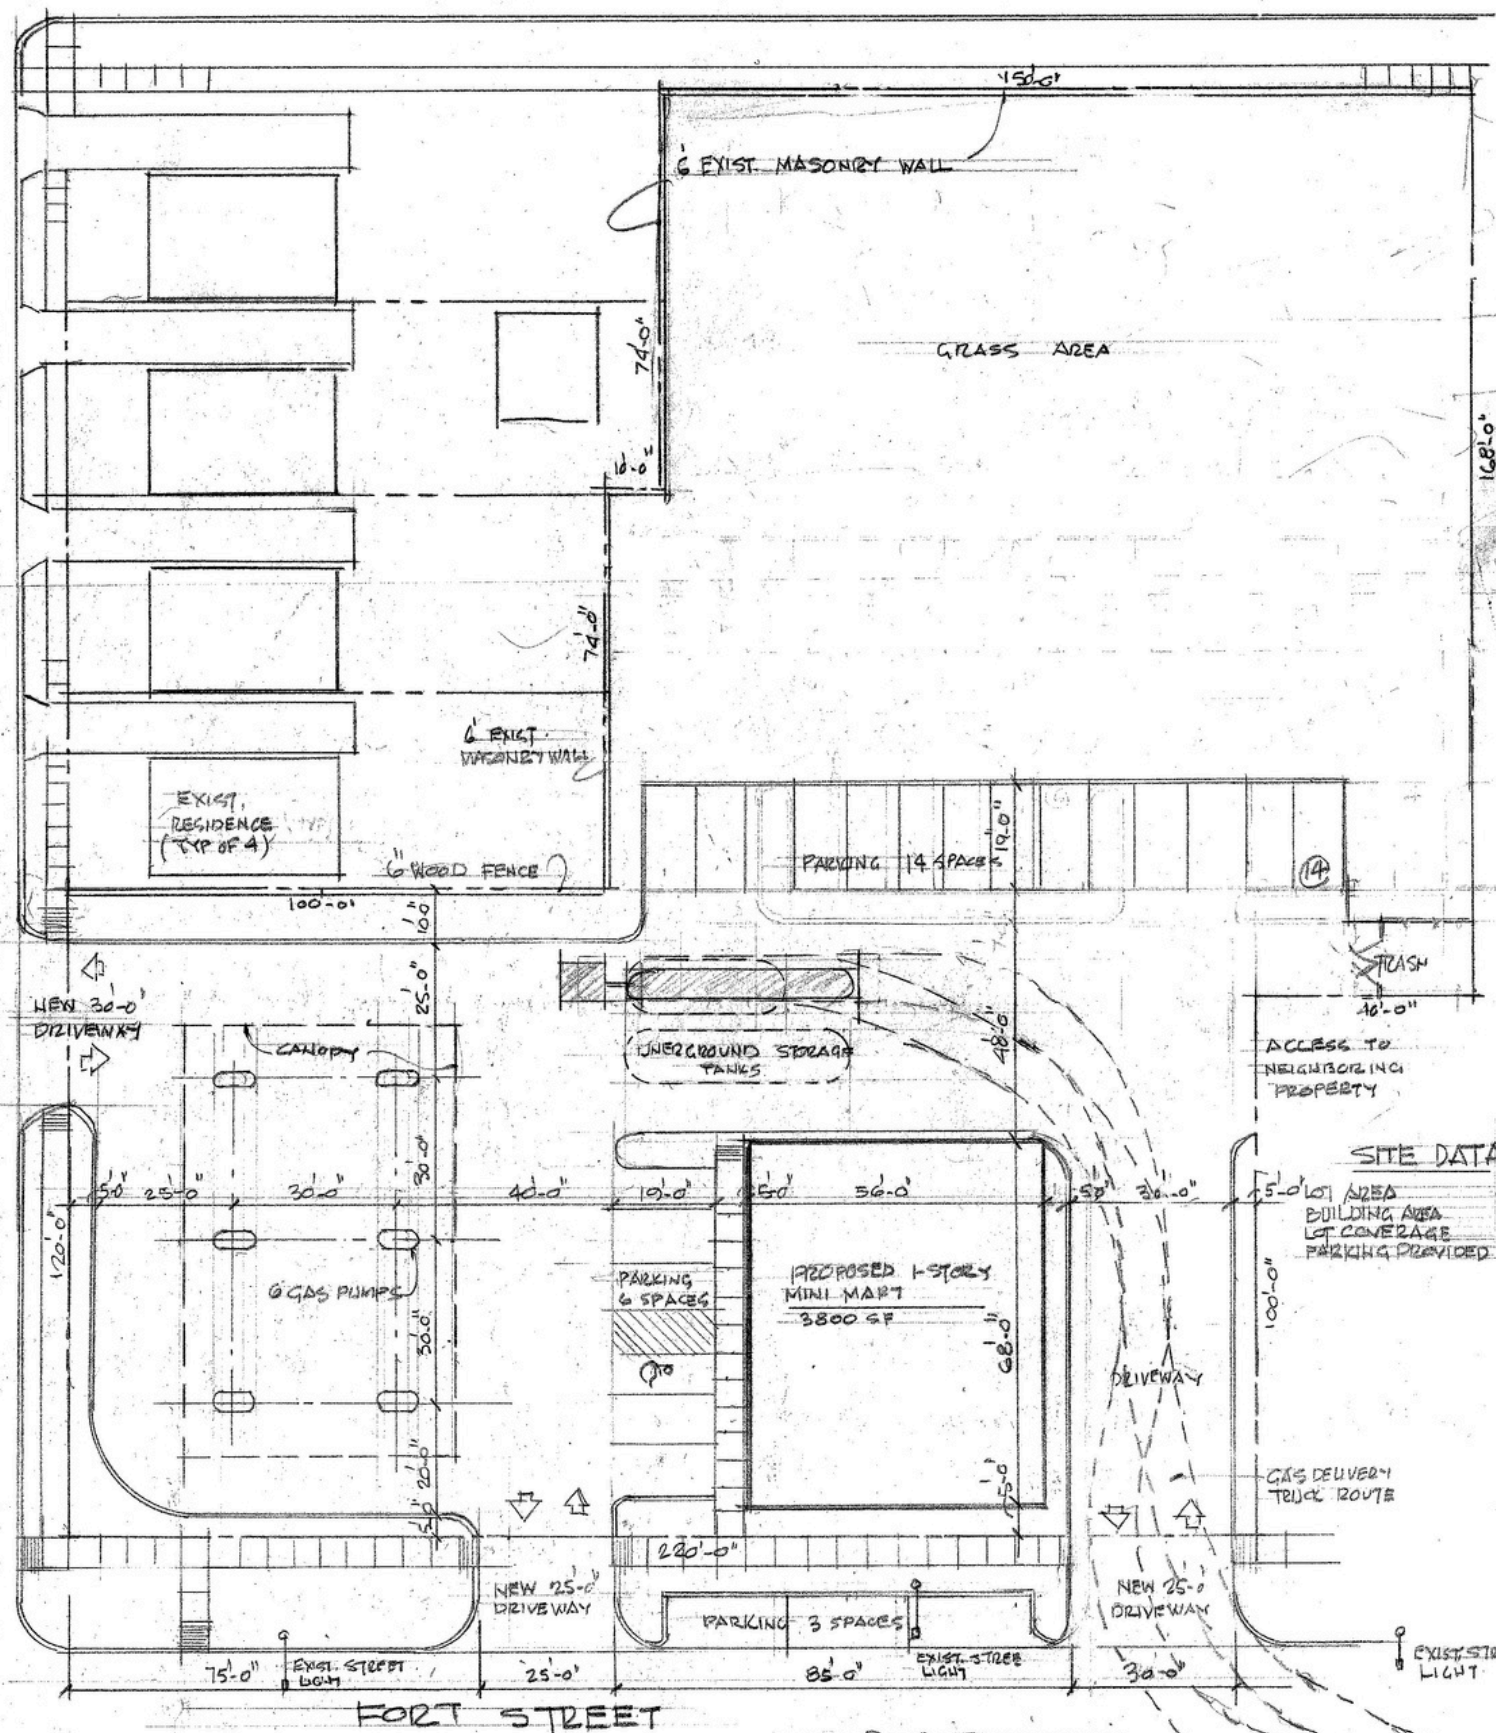 150'-0"
6' EXIST. MASONRY WALL
GRASS AREA
74'-0"
10'-0"
168'-0"
74'-0"
6' EXIST.
MASONRY WALL
EXIST.
RESIDENCE
(TYP OF 4)
6" WOOD FENCE
100'-0"
10'-0"
PARKING 14 SPACES
19'-0"
14
TRASH
40'-0"
NEW 30'-0"
DRIVEWAY
25'-0"
CANOPY
UNERGROUND STORAGE
TANKS
48'-0"
ACCESS TO
NEIGHBORING
PROPERTY
SITE DATA
LOT AREA
BUILDING AREA
LOT COVERAGE
PARKING PROVIDED
5'-0"
25'-0"
30'-0"
30'-0"
40'-0"
19'-0"
5'-0"
56'-0"
5'-0"
30'-0"
5'-0"
120'-0"
6 GAS PUMPS
30'-0"
PARKING
6 SPACES
PROPOSED 1-STORY
MINI MART
3800 SF
68'-0"
100'-0"
DRIVEWAY
20'-0"
5'-0"
5'-0"
GAS DELIVERY
TRUCK ROUTE
220'-0"
NEW 25'-0"
DRIVEWAY
PARKING 3 SPACES
NEW 25'-0"
DRIVEWAY
75'-0"
EXIST. STREET
LIGHT
25'-0"
85'-0"
EXIST. STREE
LIGHT
30'-0"
EXIST. STR
LIGHT
FORT STREET